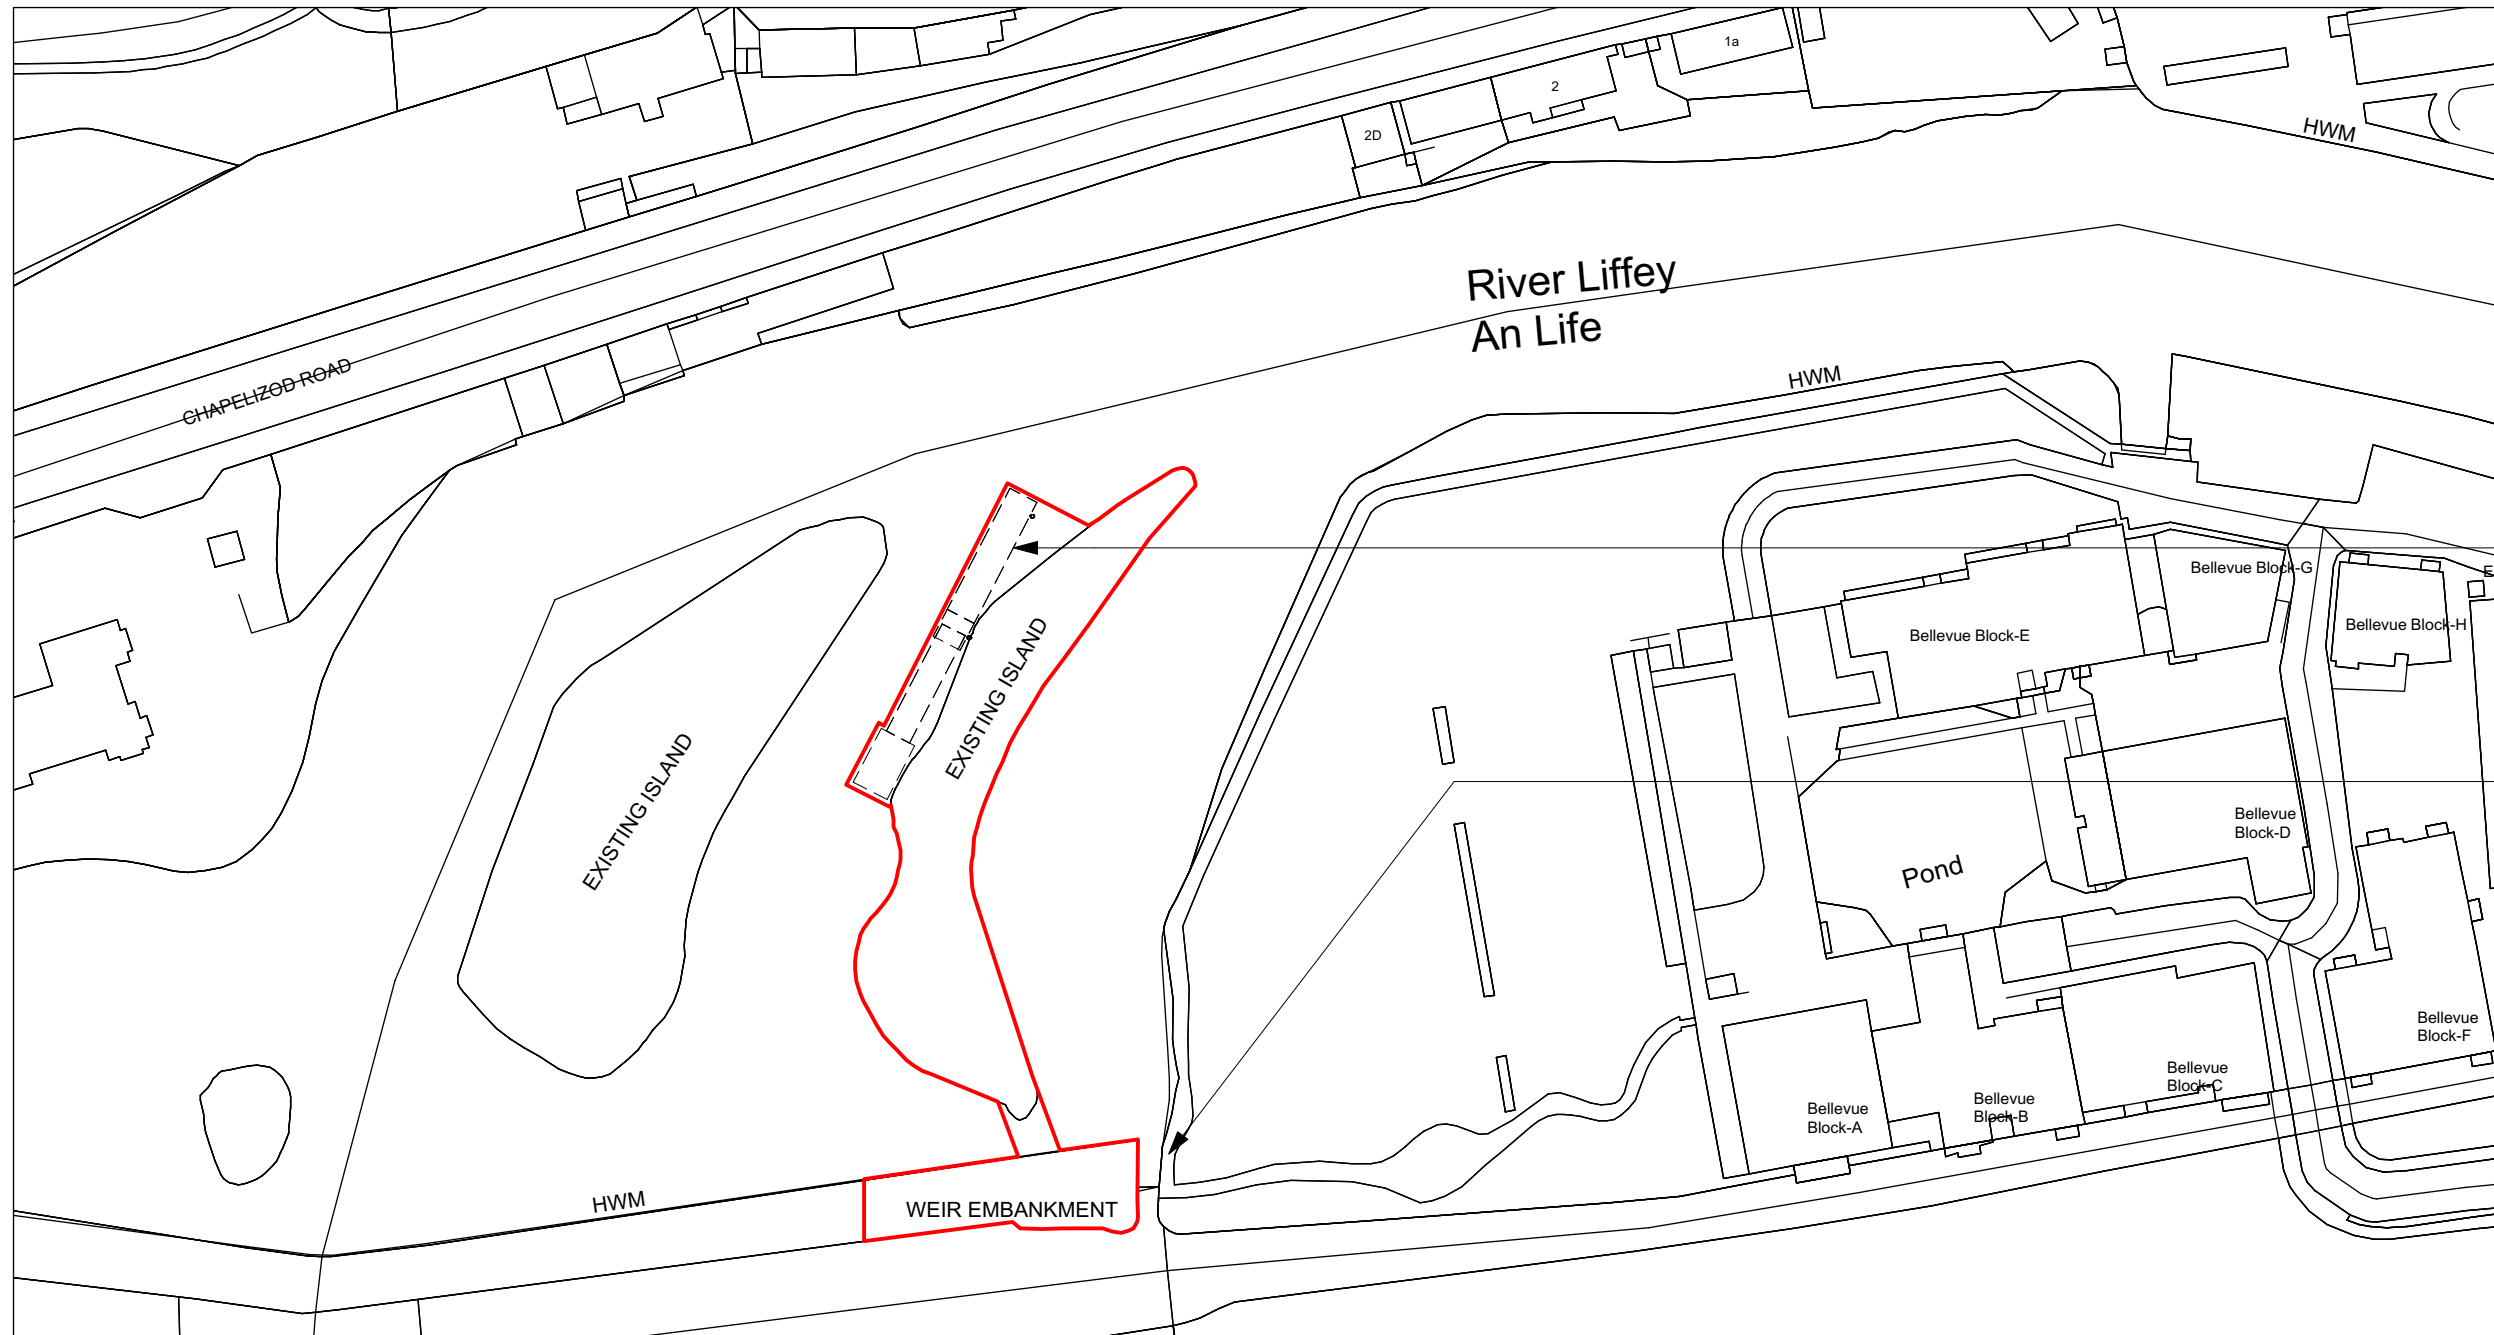 1a
2
2D
HWM
River Liffey
An Life
CHAPELIZOD ROAD
HWM
Bellevue Block-G
E
Bellevue Block-E
Bellevue Block-H
EXISTING ISLAND
EXISTING ISLAND
Bellevue
Block-D
Pond
Bellevue
Block-F
Bellevue
Block-C
Bellevue
Block-B
Bellevue
Block-A
HWM
WEIR EMBANKMENT